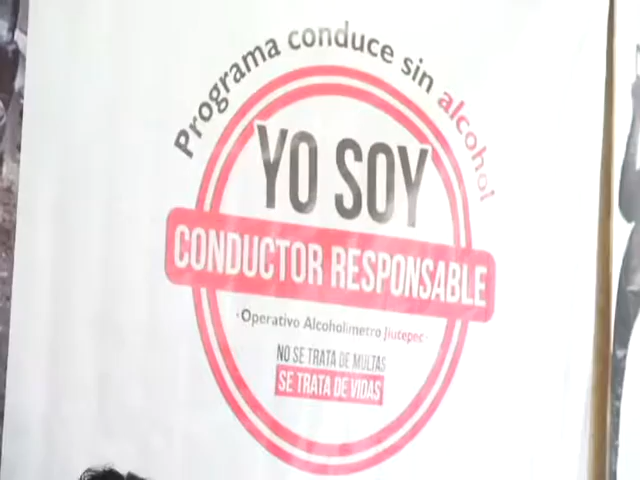 Programa conduce sin alcohol
YO SOY
CONDUCTOR RESPONSABLE
·Operativo Alcoholimetro Jiutepec·
NO SE TRATA DE MULTAS
SE TRATA DE VIDAS